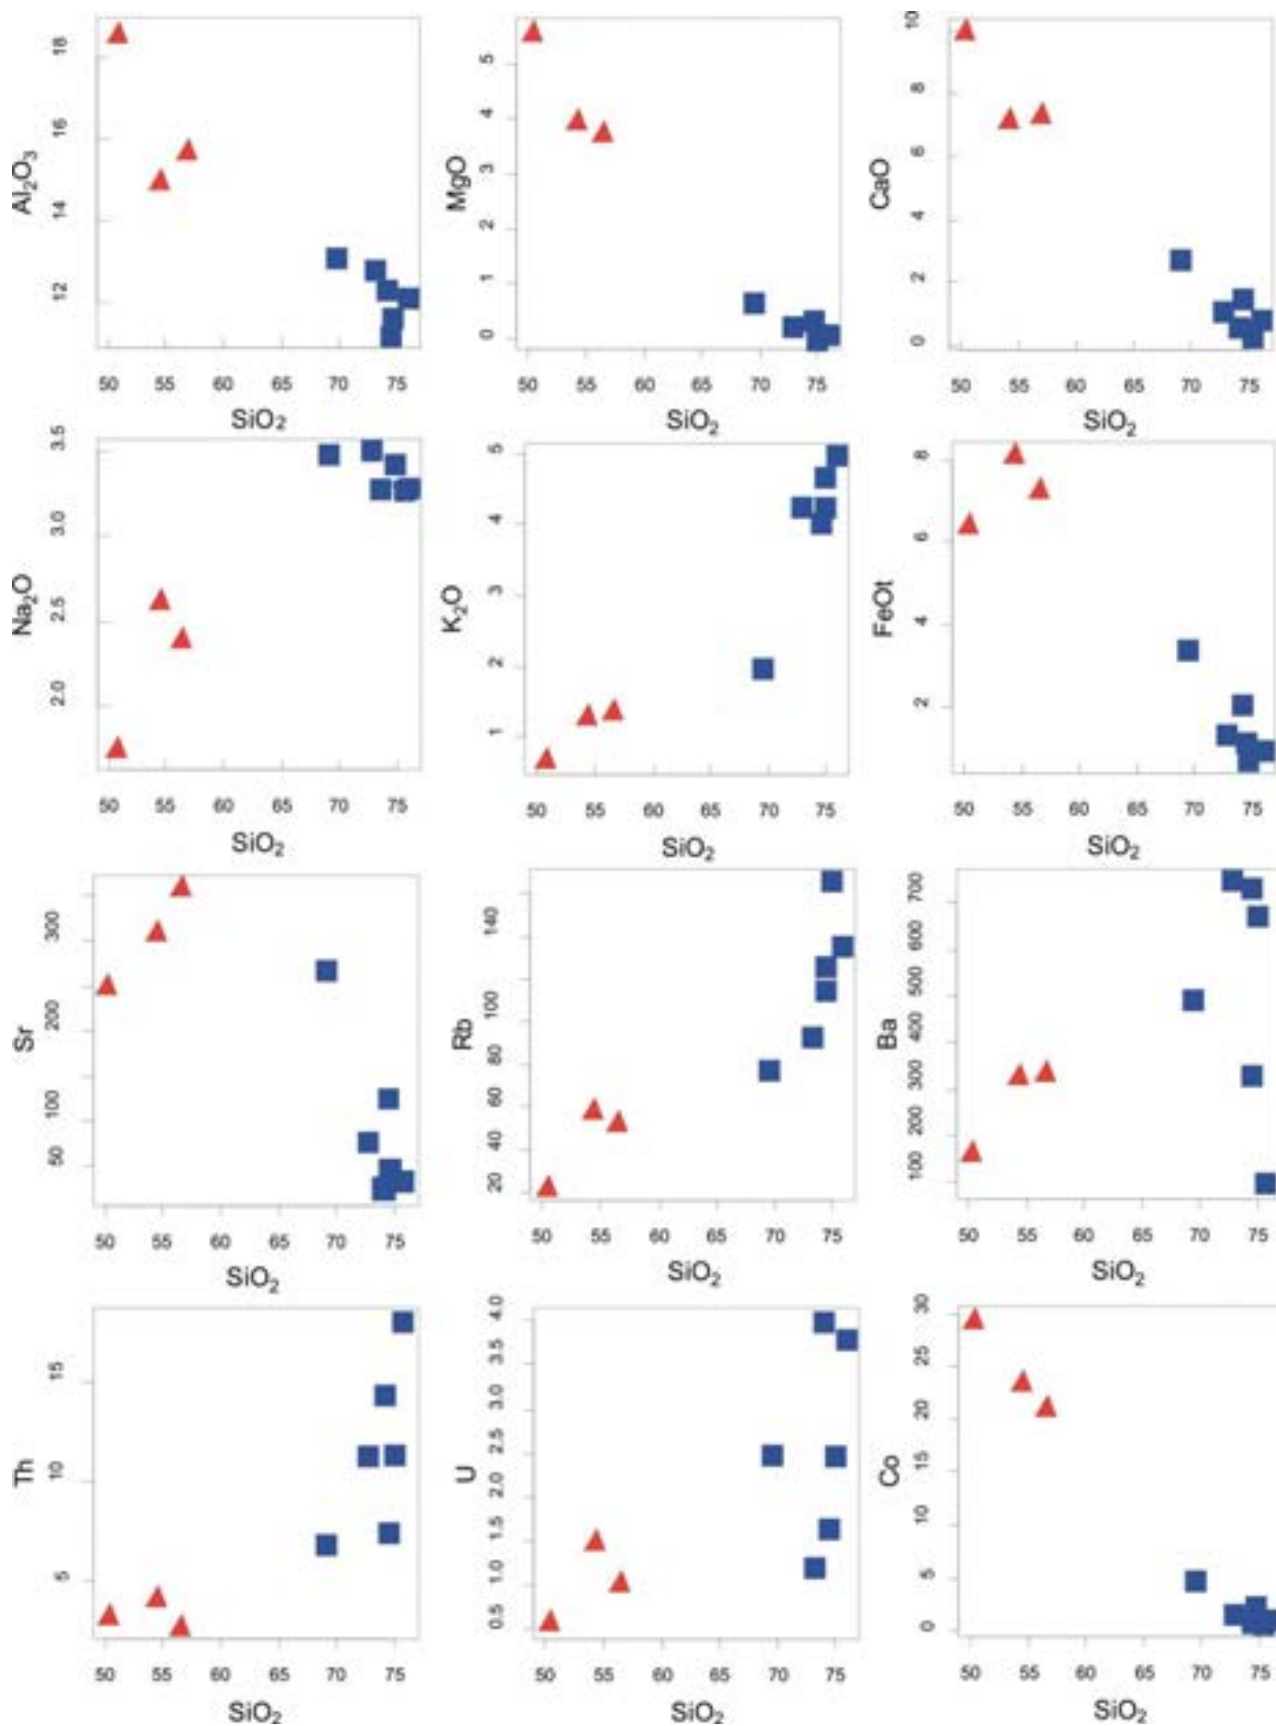 Al₂O₃ 18 16 14 12
50 55 60 65 70 75
SiO₂
MgO 5 4 3 2 1 0
50 55 60 65 70 75
SiO₂
CaO 10 8 6 4 2 0
50 55 60 65 70 75
SiO₂
Na₂O 3.5 3.0 2.5 2.0
50 55 60 65 70 75
SiO₂
K₂O 5 4 3 2 1
50 55 60 65 70 75
SiO₂
FeOt 8 6 4 2
50 55 60 65 70 75
SiO₂
Sr 300 200 100 50
50 55 60 65 70 75
SiO₂
Rb 140 100 80 60 40 20
50 55 60 65 70 75
SiO₂
Ba 700 600 500 400 300 200 100
50 55 60 65 70 75
SiO₂
Th 15 10 5
50 55 60 65 70 75
SiO₂
U 4.0 3.5 3.0 2.5 2.0 1.5 1.0 0.5
50 55 60 65 70 75
SiO₂
Co 30 25 20 15 10 5 0
50 55 60 65 70 75
SiO₂